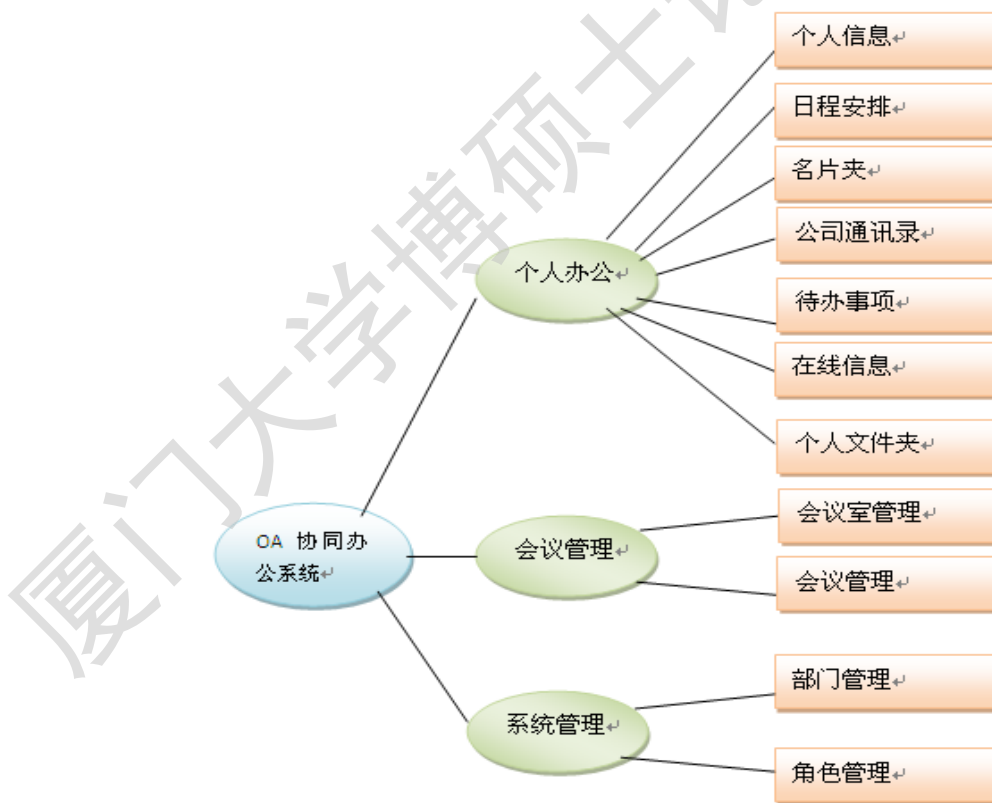 个人信息
日程安排
名片夹
公司通讯录
个人办公
待办事项
在线信息
个人文件夹
会议室管理
OA 协同办
公系统
会议管理
会议管理
部门管理
系统管理
角色管理
厦门大学博硕士